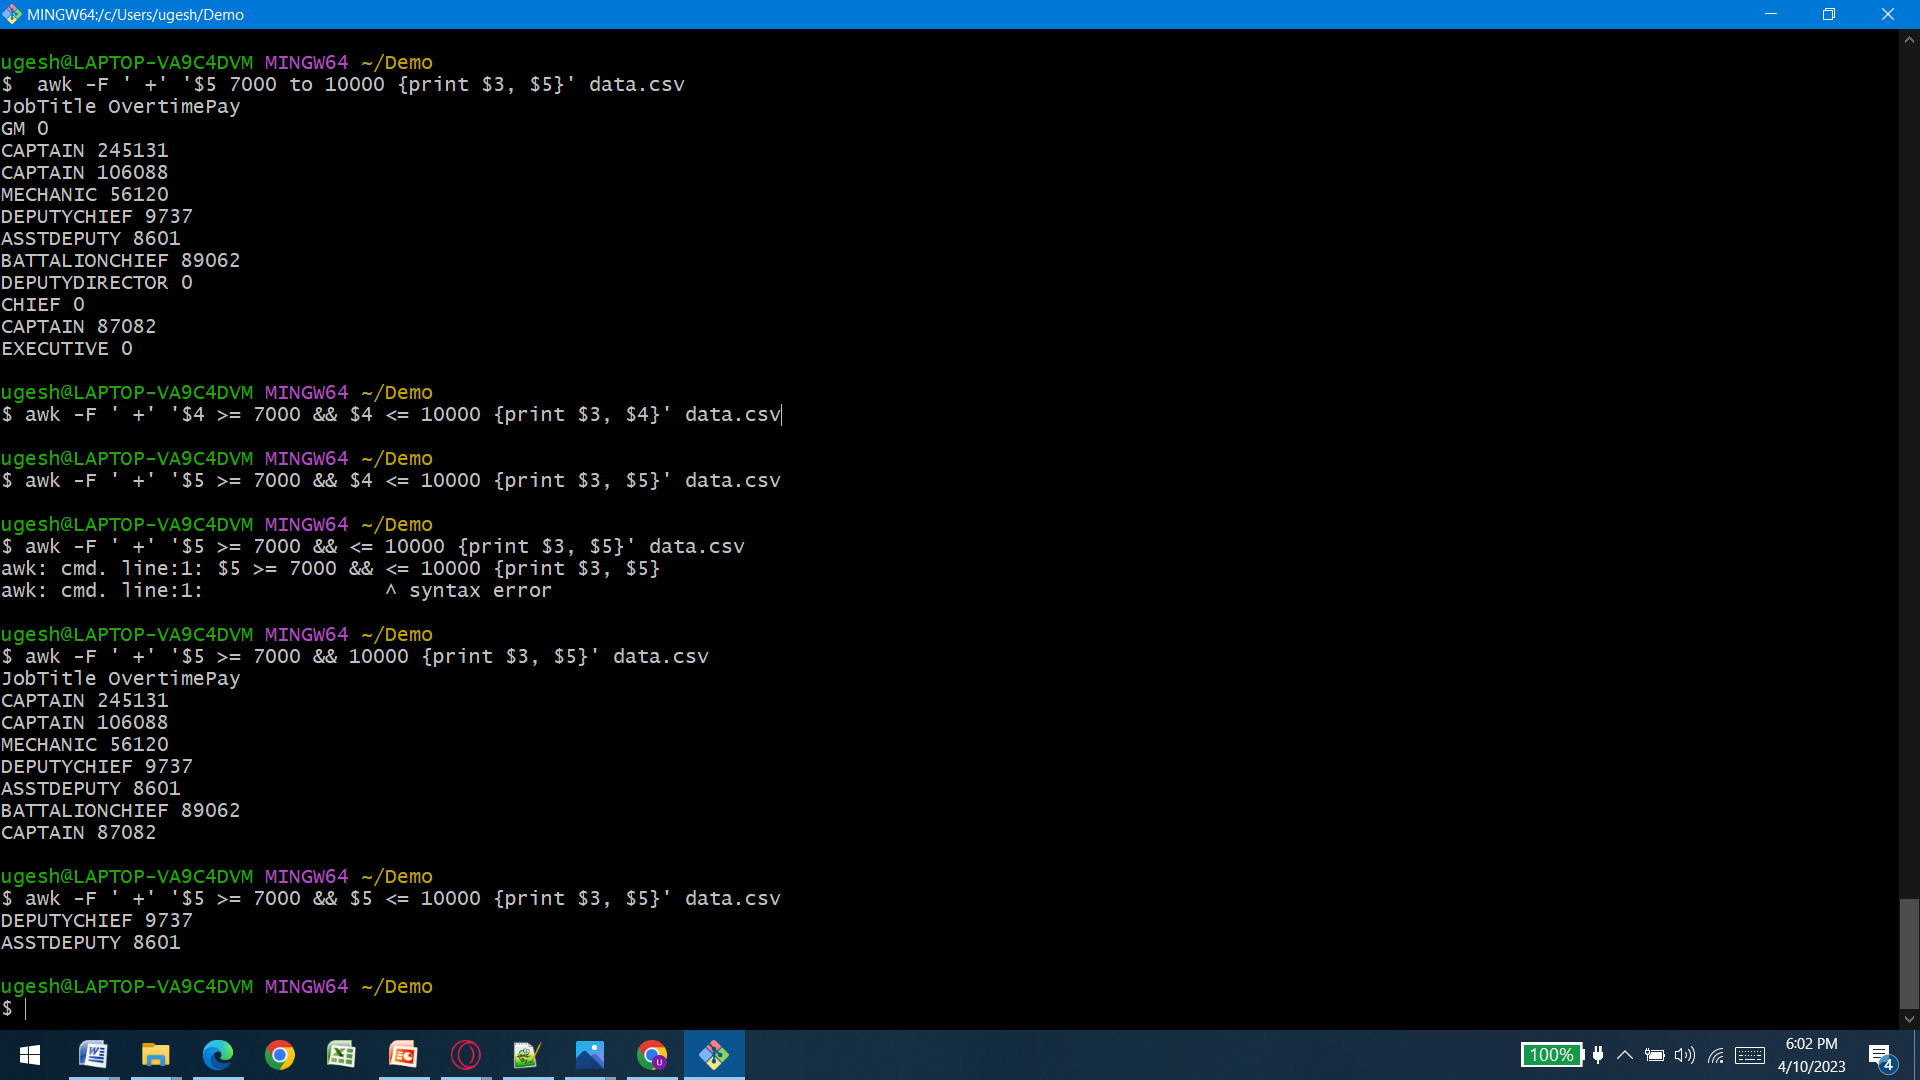 MINGW64:/c/Users/ugesh/Demo
ugesh@LAPTOP-VA9C4DVM MINGW64 ~/Demo
$  awk -F ' +' '$5 7000 to 10000 {print $3, $5}' data.csv
JobTitle OvertimePay
GM 0
CAPTAIN 245131
CAPTAIN 106088
MECHANIC 56120
DEPUTYCHIEF 9737
ASSTDEPUTY 8601
BATTALIONCHIEF 89062
DEPUTYDIRECTOR 0
CHIEF 0
CAPTAIN 87082
EXECUTIVE 0
ugesh@LAPTOP-VA9C4DVM MINGW64 ~/Demo
$ awk -F ' +' '$4 >= 7000 && $4 <= 10000 {print $3, $4}' data.csv
ugesh@LAPTOP-VA9C4DVM MINGW64 ~/Demo
$ awk -F ' +' '$5 >= 7000 && $4 <= 10000 {print $3, $5}' data.csv
ugesh@LAPTOP-VA9C4DVM MINGW64 ~/Demo
$ awk -F ' +' '$5 >= 7000 && <= 10000 {print $3, $5}' data.csv
awk: cmd. line:1: $5 >= 7000 && <= 10000 {print $3, $5}
awk: cmd. line:1:               ^ syntax error
ugesh@LAPTOP-VA9C4DVM MINGW64 ~/Demo
$ awk -F ' +' '$5 >= 7000 && 10000 {print $3, $5}' data.csv
JobTitle OvertimePay
CAPTAIN 245131
CAPTAIN 106088
MECHANIC 56120
DEPUTYCHIEF 9737
ASSTDEPUTY 8601
BATTALIONCHIEF 89062
CAPTAIN 87082
ugesh@LAPTOP-VA9C4DVM MINGW64 ~/Demo
$ awk -F ' +' '$5 >= 7000 && $5 <= 10000 {print $3, $5}' data.csv
DEPUTYCHIEF 9737
ASSTDEPUTY 8601
ugesh@LAPTOP-VA9C4DVM MINGW64 ~/Demo
$
100%
6:02 PM
4/10/2023
4